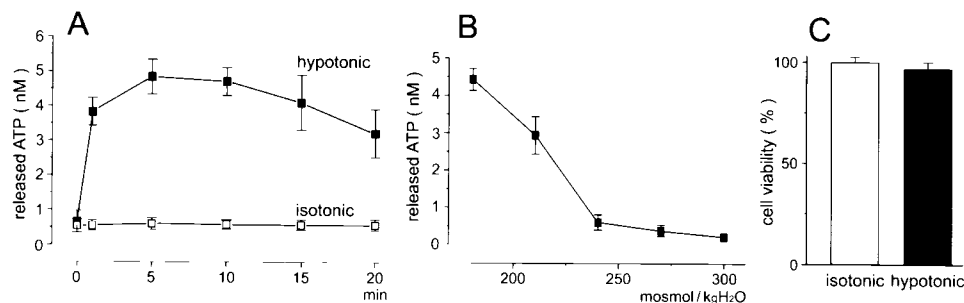 A
released ATP ( nM )
6
5
4
3
2
1
0
hypotonic
isotonic
0
5
10
15
20
min
B
released ATP ( nM )
5
4
3
2
1
0
200
250
300
mosmol / kgH2O
C
cell viability ( % )
100
50
0
isotonic hypotonic